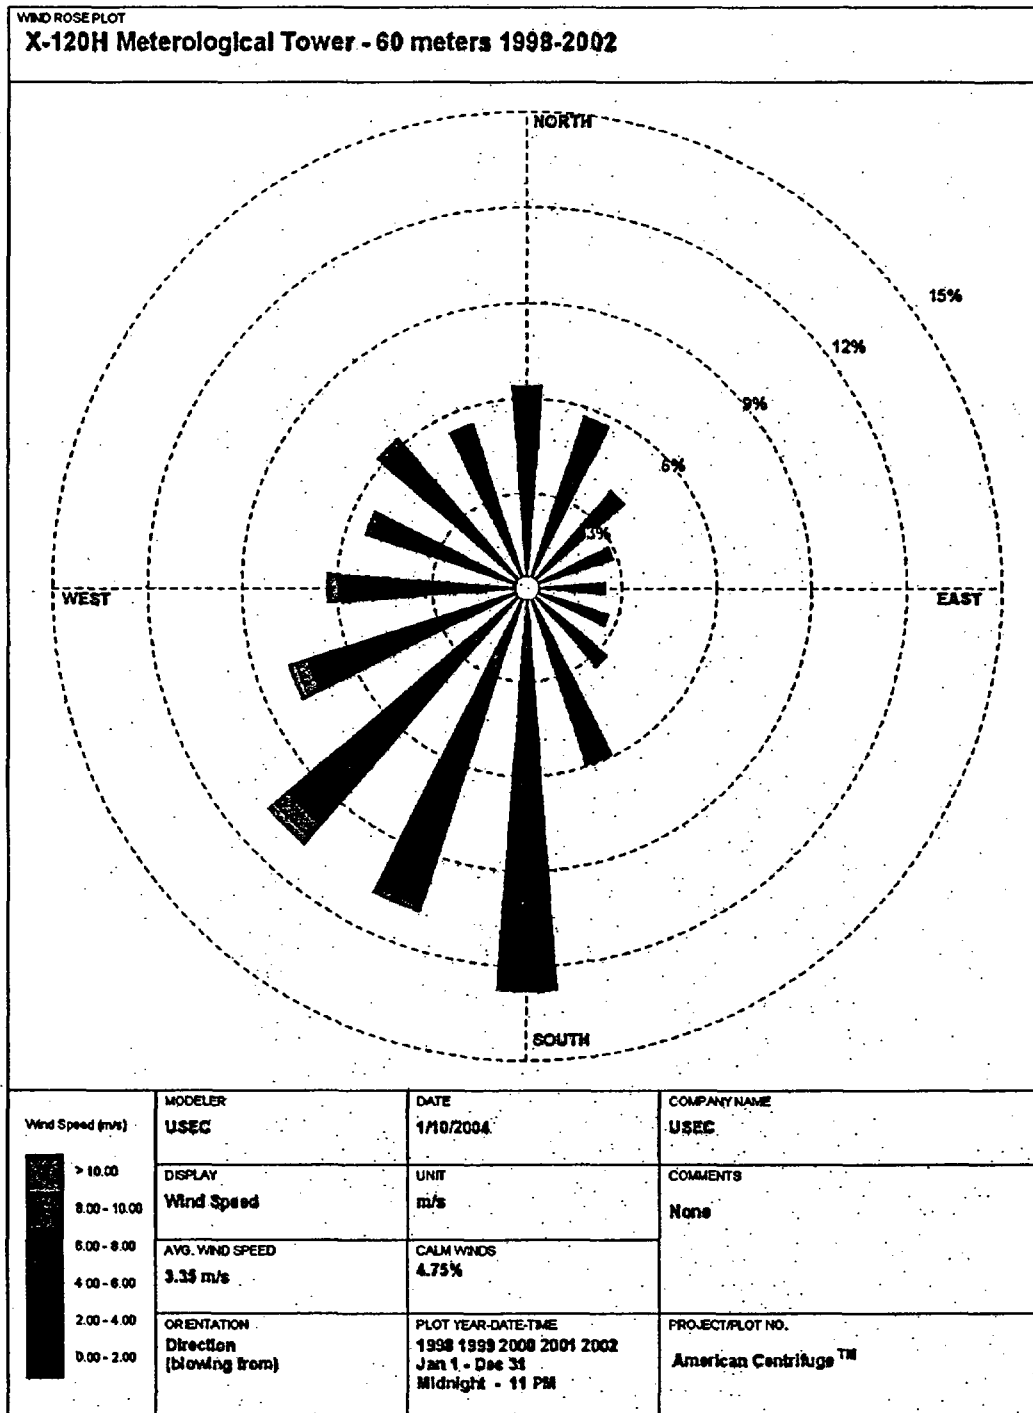 WIND ROSE PLOT
X-120H Meterological Tower - 60 meters 1998-2002
NORTH
15%
12%
9%
6%
3%
WEST
EAST
SOUTH
Wind Speed (m/s)
> 10.00
8.00 - 10.00
6.00 - 8.00
4.00 - 6.00
2.00 - 4.00
0.00 - 2.00
MODELER
USEC
DATE
1/10/2004
COMPANY NAME
USEC
DISPLAY
Wind Speed
UNIT
m/s
COMMENTS
None
AVG. WIND SPEED
3.35 m/s
CALM WINDS
4.75%
ORIENTATION
Direction
(blowing from)
PLOT YEAR-DATE-TIME
1998 1999 2000 2001 2002
Jan 1 - Dec 31
Midnight - 11 PM
PROJECT/PLOT NO.
American Centrifuge TM